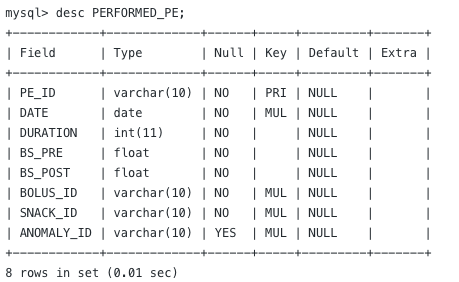 mysql> desc PERFORMED_PE;
+------------+-------------+------+-----+---------+-------+
| Field      | Type        | Null | Key | Default | Extra |
+------------+-------------+------+-----+---------+-------+
| PE_ID      | varchar(10) | NO   | PRI | NULL    |       |
| DATE       | date        | NO   | MUL | NULL    |       |
| DURATION   | int(11)     | NO   |     | NULL    |       |
| BS_PRE     | float       | NO   |     | NULL    |       |
| BS_POST    | float       | NO   |     | NULL    |       |
| BOLUS_ID   | varchar(10) | NO   | MUL | NULL    |       |
| SNACK_ID   | varchar(10) | NO   | MUL | NULL    |       |
| ANOMALY_ID | varchar(10) | YES  | MUL | NULL    |       |
+------------+-------------+------+-----+---------+-------+
8 rows in set (0.01 sec)